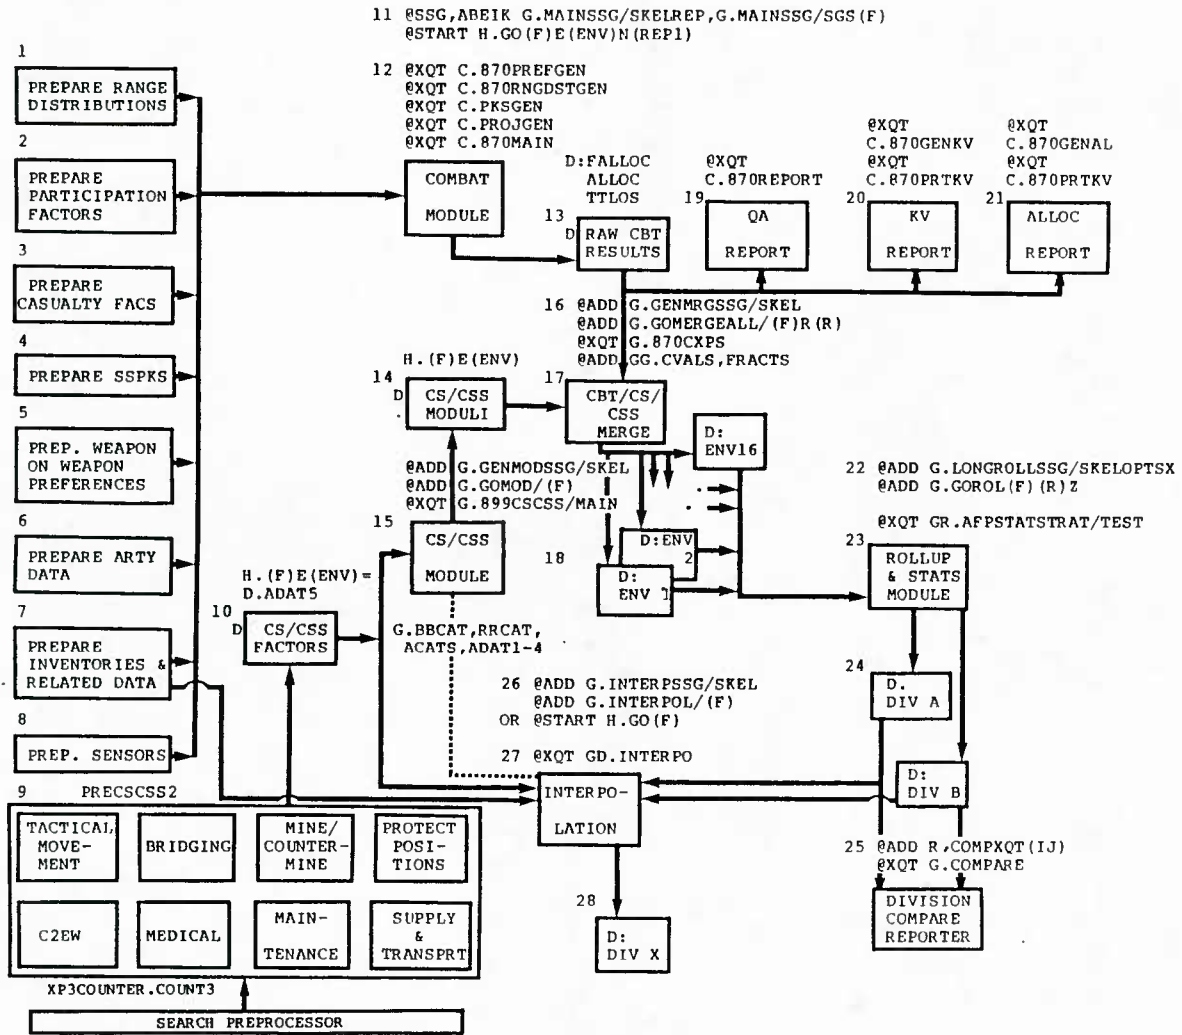 11 @SSG,ABEIK G.MAINSSG/SKELREP,G.MAINSSG/SGS(F)
@START H.GO(F)E(ENV)N(REP1)
1
PREPARE RANGE
DISTRIBUTIONS
2
PREPARE
PARTICIPATION
FACTORS
3
PREPARE
CASUALTY FACS
4
PREPARE SSPKS
5
PREP. WEAPON
ON WEAPON
PREFERENCES
6
PREPARE ARTY
DATA
7
PREPARE
INVENTORIES &
RELATED DATA
8
PREP. SENSORS
12 @XQT C.870PREFGEN
@XQT C.870RNGDSTGEN
@XQT C.PKSGEN
@XQT C.PROJGEN
@XQT C.870MAIN
COMBAT
MODULE
D:FALLOC
ALLOC
TTLOS
13
D RAW CBT
RESULTS
@XQT
C.870REPORT
19
QA
REPORT
@XQT
C.870GENKV
@XQT
C.870PRTKV
20
KV
REPORT
@XQT
C.870GENAL
@XQT
C.870PRTKV
21
ALLOC
REPORT
16 @ADD G.GENMRGSSG/SKEL
@ADD G.GOMERGEALL/(F)R(R)
@XQT G.870CXPS
@ADD GG.CVALS,FRACTS
H.(F)E(ENV)
14
D CS/CSS
MODULI
17
CBT/CS/
CSS
MERGE
D:
ENV16
@ADD G.GENMODSSG/SKEL
@ADD G.GOMOD/(F)
@XQT G.899CSCSS/MAIN
15
CS/CSS
MODULE
18
D:ENV
2
D:
ENV 1
22 @ADD G.LONGROLLSSG/SKELOPTSX
@ADD G.GOROL(F)(R)Z
@XQT GR.AFPSTATSTRAT/TEST
23
ROLLUP
& STATS
MODULE
H.(F)E(ENV)=
D.ADAT5
10
D CS/CSS
FACTORS
G.BBCAT,RRCAT,
ACATS,ADAT1-4
24
D.
DIV A
26 @ADD G.INTERPSSG/SKEL
@ADD G.INTERPOL/(F)
OR @START H.GO(F)
27 @XQT GD.INTERPO
INTERPO-
LATION
D:
DIV B
25 @ADD R,COMPXQT(IJ)
@XQT G.COMPARE
DIVISION
COMPARE
REPORTER
28
D:
DIV X
9 PRECSCSS2
TACTICAL
MOVE-
MENT
BRIDGING
MINE/
COUNTER-
MINE
PROTECT
POSI-
TIONS
C2EW
MEDICAL
MAIN-
TENANCE
SUPPLY
&
TRANSPRT
XP3COUNTER.COUNT3
SEARCH PREPROCESSOR